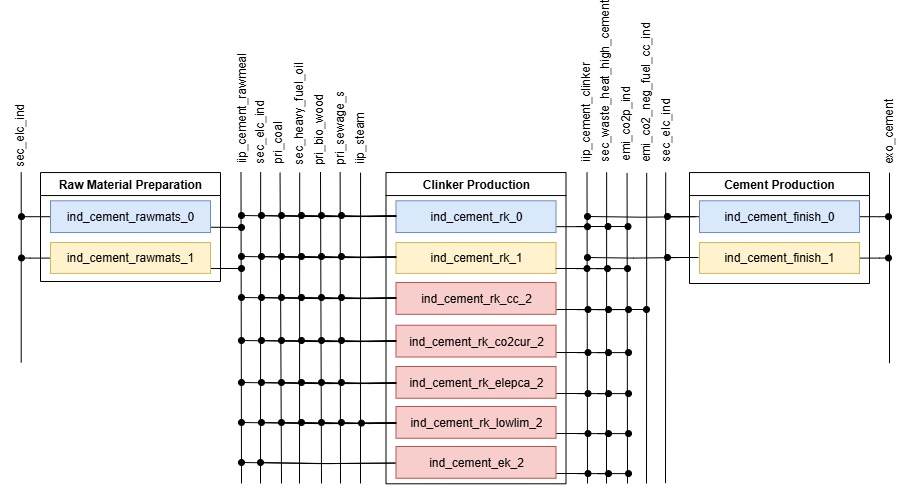 sec_elc_ind
iip_cement_rawmeal
sec_elc_ind
pri_coal
sec_heavy_fuel_oil
pri_bio_wood
pri_sewage_s
iip_steam
iip_cement_clinker
sec_waste_heat_high_cement
emi_co2p_ind
emi_co2_neg_fuel_cc_ind
sec_elc_ind
exo_cement
Raw Material Preparation
ind_cement_rawmats_0
ind_cement_rawmats_1
Clinker Production
ind_cement_rk_0
ind_cement_rk_1
ind_cement_rk_cc_2
ind_cement_rk_co2cur_2
ind_cement_rk_elepca_2
ind_cement_rk_lowlim_2
ind_cement_ek_2
Cement Production
ind_cement_finish_0
ind_cement_finish_1